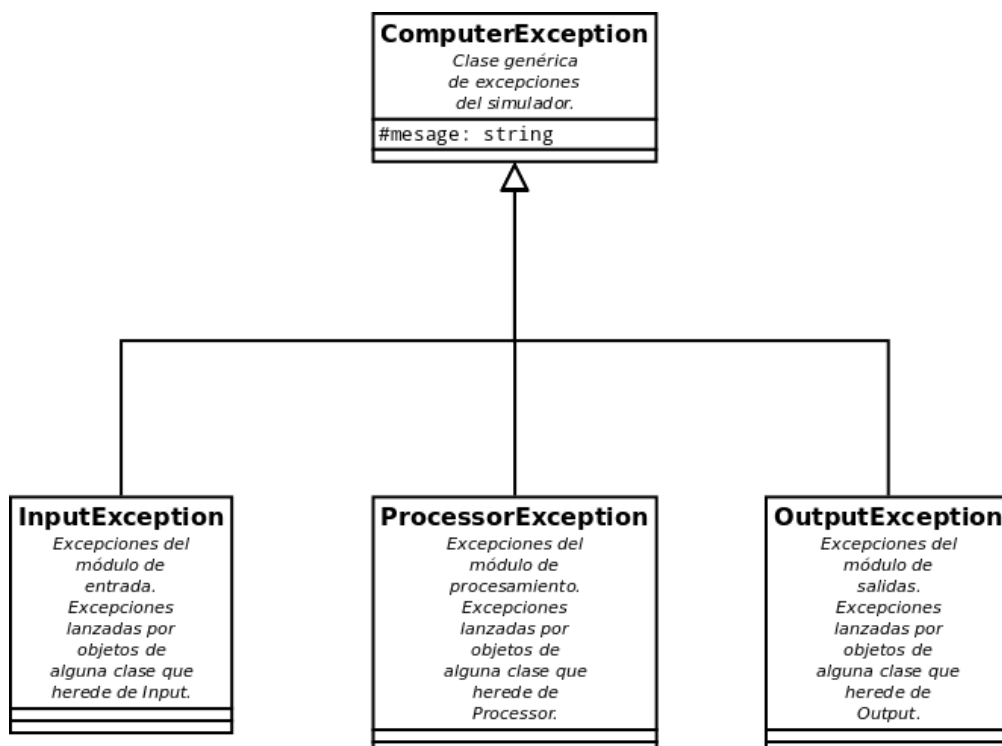 ComputerException
Clase genérica
de excepciones
del simulador.
#mesage: string
InputException
Excepciones del
módulo de
entrada.
Excepciones
lanzadas por
objetos de
alguna clase que
herede de Input.
ProcessorException
Excepciones del
módulo de
procesamiento.
Excepciones
lanzadas por
objetos de
alguna clase que
herede de
Processor.
OutputException
Excepciones del
módulo de
salidas.
Excepciones
lanzadas por
objetos de
alguna clase que
herede de
Output.